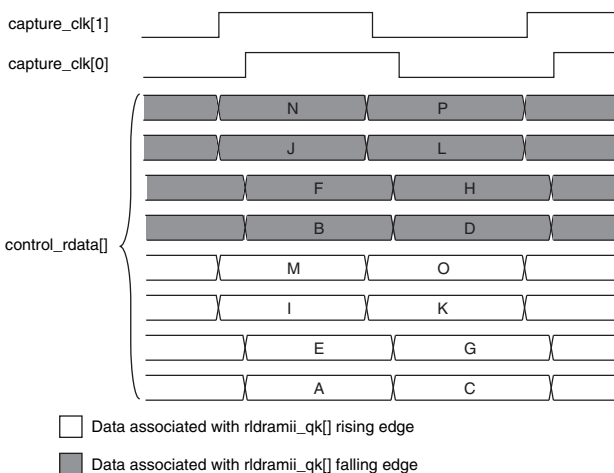 capture_clk[1]
capture_clk[0]
N P
J L
F H
B D
control_rdata[]
M O
I K
E G
A C
Data associated with rldramii_qk[] rising edge
Data associated with rldramii_qk[] falling edge